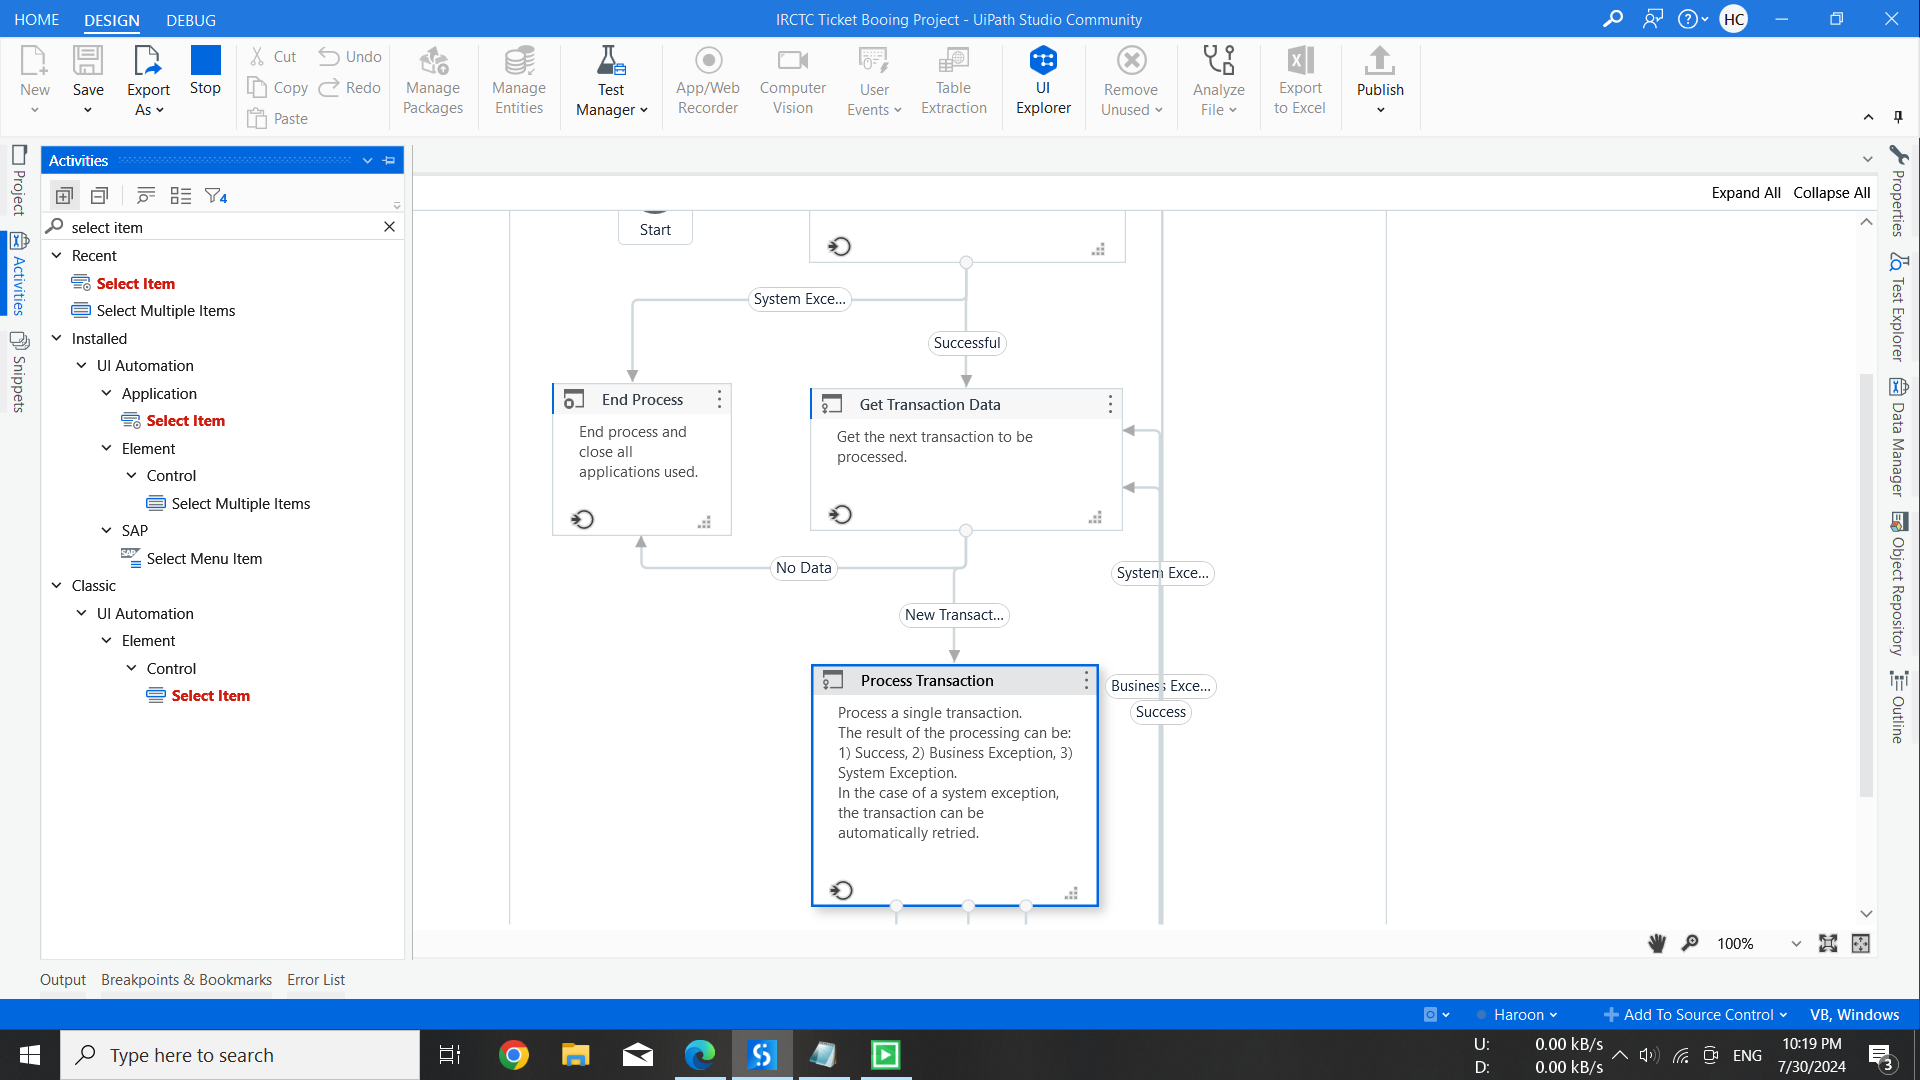 HOME DESIGN DEBUG
IRCTC Ticket Booing Project - UiPath Studio Community
HC
New
Save
Export As
Stop
Cut
Copy
Paste
Undo
Redo
Manage Packages
Manage Entities
Test Manager
App/Web Recorder
Computer Vision
User Events
Table Extraction
UI Explorer
Remove Unused
Analyze File
Export to Excel
Publish
Project
Activities
Snippets
Activities
4
select item
Recent
Select Item
Select Multiple Items
Installed
UI Automation
Application
Select Item
Element
Control
Select Multiple Items
SAP
SAP
Select Menu Item
Classic
UI Automation
Element
Control
Select Item
Expand All Collapse All
Start
System Exce...
Successful
End Process
End process and
close all
applications used.
Get Transaction Data
Get the next transaction to be
processed.
No Data
System Exce...
New Transact...
Process Transaction
Process a single transaction.
The result of the processing can be:
1) Success, 2) Business Exception, 3)
System Exception.
In the case of a system exception,
the transaction can be
automatically retried.
Business Exce...
Success
100%
Properties
Test Explorer
Data Manager
Object Repository
Outline
Output Breakpoints & Bookmarks Error List
Haroon Add To Source Control VB, Windows
Type here to search
U: 0.00 kB/s
D: 0.00 kB/s
ENG
10:19 PM
7/30/2024
3